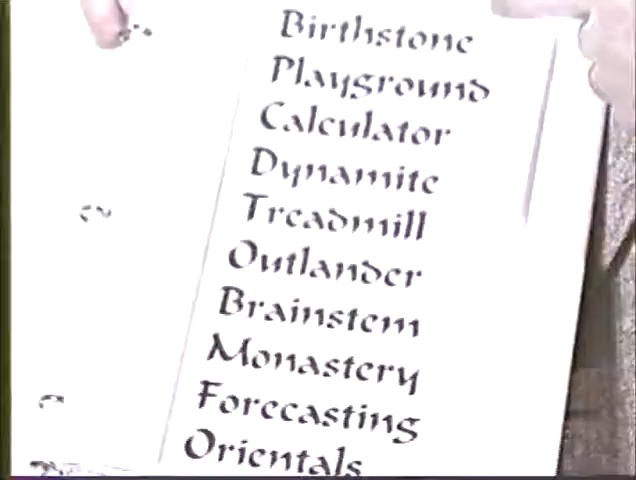 Birthstone
Playground
Calculator
Dynamite
Treadmill
Outlander
Brainstem
Monastery
Forecasting
Orientals